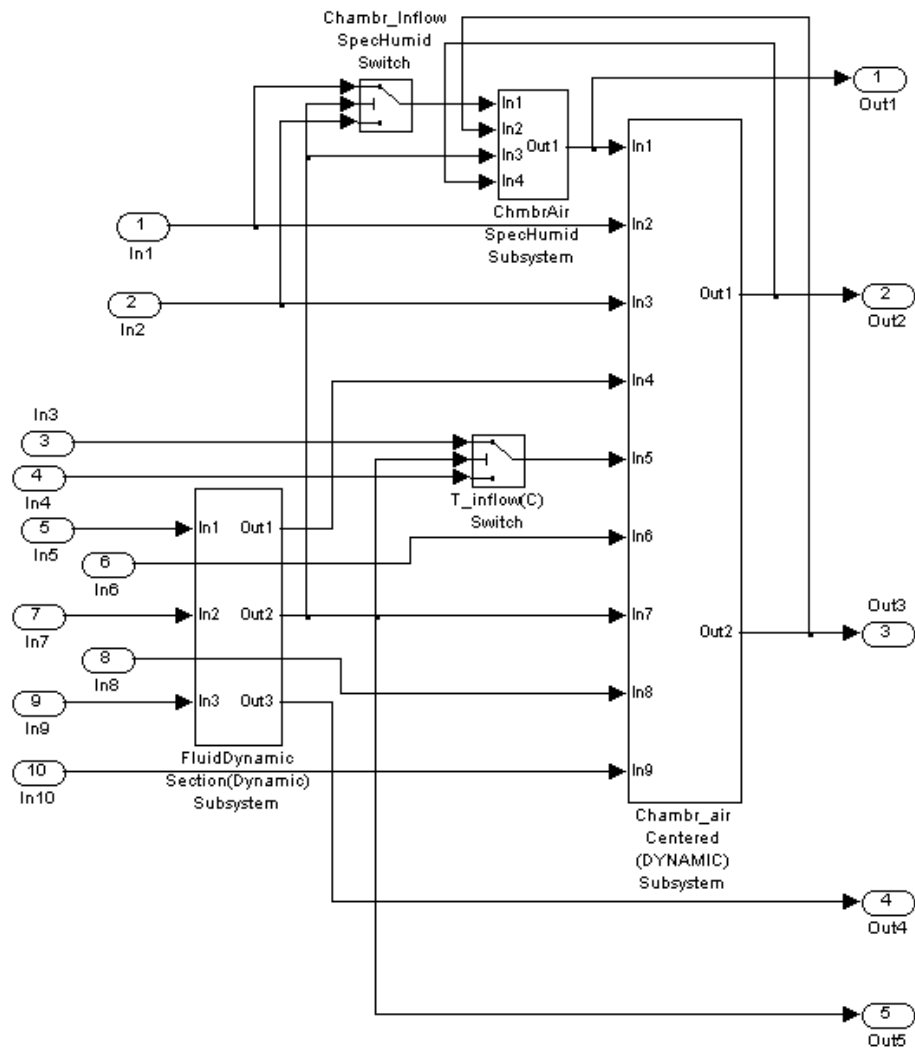 Chambr_Inflow
SpecHumid
Switch
In1
In2
In3
In4
Out1
ChmbrAir
SpecHumid
Subsystem
1
Out1
1
In1
2
In2
In1
In2
In3
In4
In5
In6
In7
In8
In9
Out1
Out2
Chambr_air
Centered
(DYNAMIC)
Subsystem
2
Out2
In3
3
4
In4
5
In5
6
In6
7
In7
8
In8
9
In9
10
In10
T_inflow(C)
Switch
In1
Out1
In2
Out2
In3
Out3
FluidDynamic
Section(Dynamic)
Subsystem
Out3
3
4
Out4
5
Out5